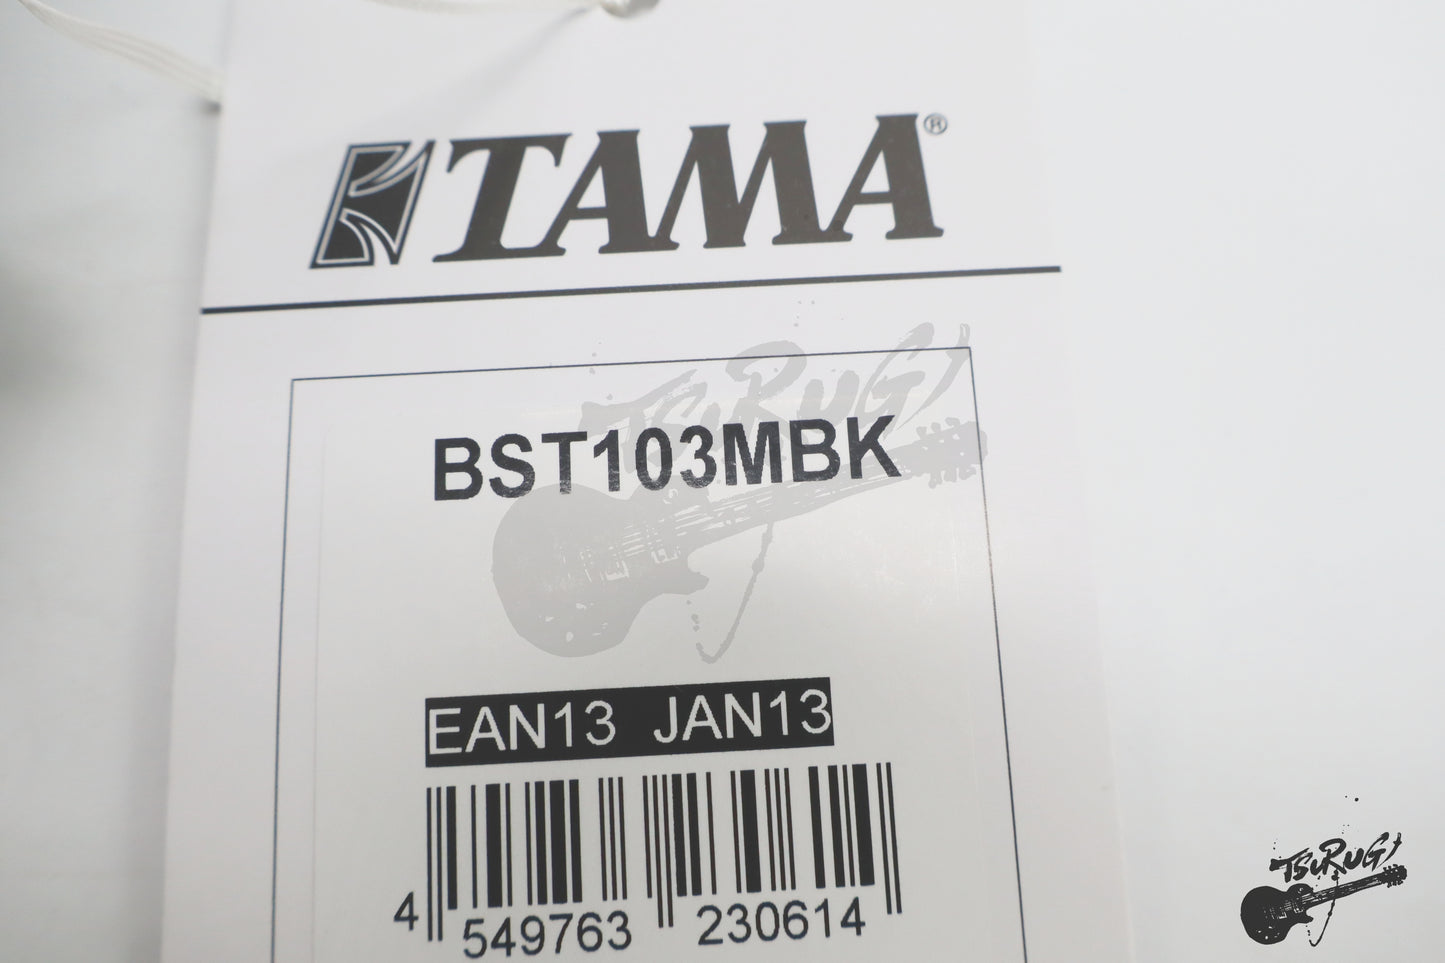 TAMA®
TSURUGI
BST103MBK
EAN13 JAN13
4 549763 230614
TSURUGI